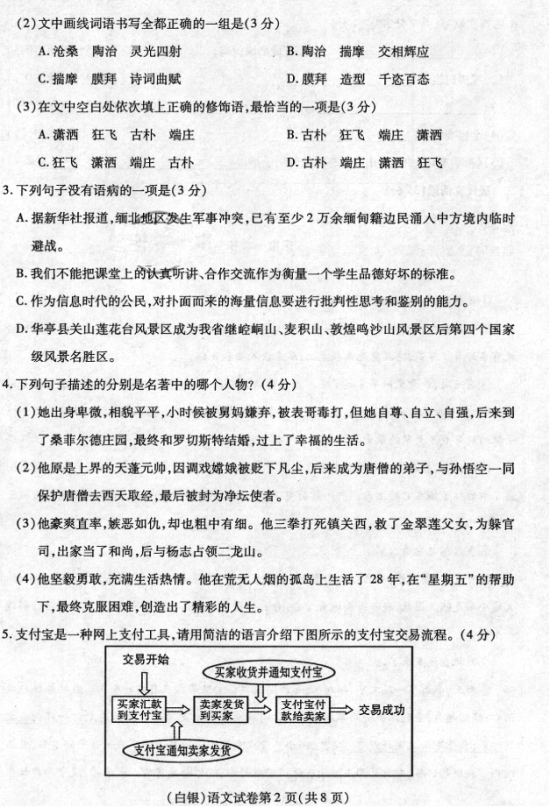 (2)文中画线词语书写全都正确的一组是(3分)
A.沧桑 陶治 灵光四射 B.陶治 揣摩 交相辉应
C.揣摩 膜拜 诗词曲赋 D.膜拜 造型 千恣百态
(3)在文中空白处依次填上正确的修饰语,最恰当的一项是(3分)
A.潇洒 狂飞 古朴 端庄 B.古朴 狂飞 端庄 潇洒
C.狂飞 潇洒 端庄 古朴 D.古朴 端庄 潇洒 狂飞
3.下列句子没有语病的一项是(3分)
A.据新华社报道,缅北地区发生军事冲突,已有至少2万余缅甸籍边民涌入中方境内临时
避战。
B.我们不能把课堂上的认真听讲、合作交流作为衡量一个学生品德好坏的标准。
C.作为信息时代的公民,对扑面而来的海量信息要进行批判性思考和鉴别的能力。
D.华亭县关山莲花台风景区成为我省继崆峒山、麦积山、敦煌鸣沙山风景区后第四个国家
级风景名胜区。
4.下列句子描述的分别是名著中的哪个人物?(4分)
(1)她出身卑微,相貌平平,小时候被舅妈嫌弃,被表哥毒打,但她自尊、自立、自强,后来到
了桑菲尔德庄园,最终和罗切斯特结婚,过上了幸福的生活。
(2)他原是上界的天蓬元帅,因调戏嫦娥被贬下凡尘,后来成为唐僧的弟子,与孙悟空一同
保护唐僧去西天取经,最后被封为净坛使者。
(3)他豪爽直率,嫉恶如仇,却也粗中有细。他三拳打死镇关西,救了金翠莲父女,为躲官
司,出家当了和尚,后与杨志占领二龙山。
(4)他坚毅勇敢,充满生活热情。他在荒无人烟的孤岛上生活了28年,在“星期五”的帮助
下,最终克服困难,创造出了精彩的人生。
5.支付宝是一种网上支付工具,请用简洁的语言介绍下图所示的支付宝交易流程。(4分)
交易开始
买家收货并通知支付宝
买家汇款
到支付宝
卖家发货
到买家
支付宝付
款给卖家
交易成功
支付宝通知卖家发货
(白银)语文试卷第2页(共8页)